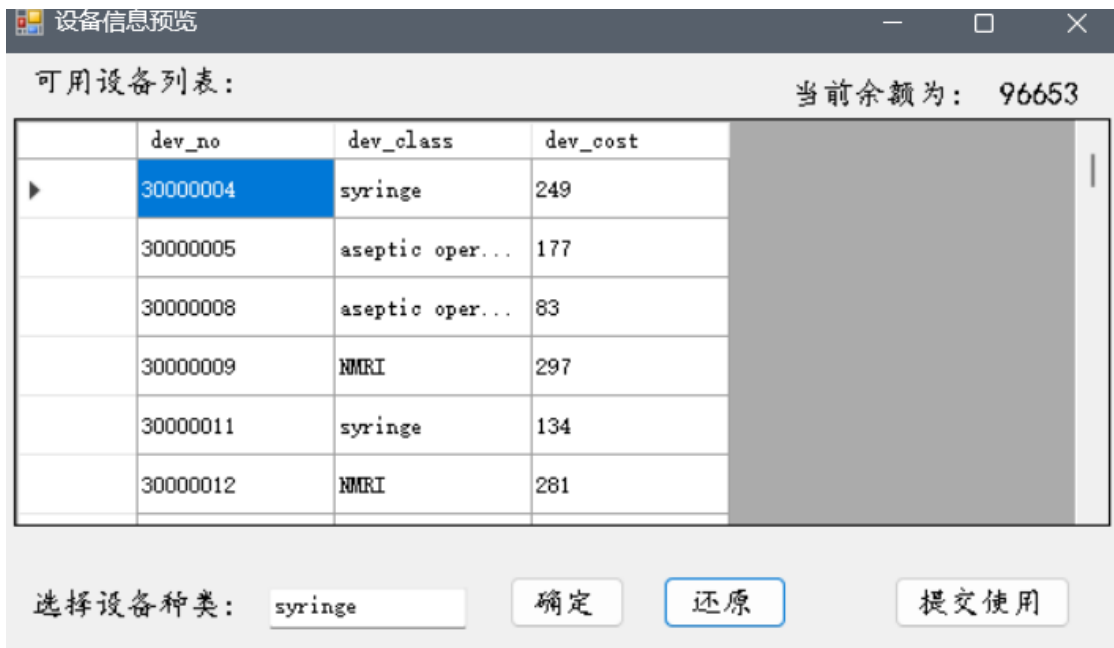 设备信息预览
可用设备列表：
当前余额为： 96653
dev_no dev_class dev_cost
30000004 syringe 249
30000005 aseptic oper... 177
30000008 aseptic oper... 83
30000009 NMRI 297
30000011 syringe 134
30000012 NMRI 281
选择设备种类： syringe 确定 还原 提交使用